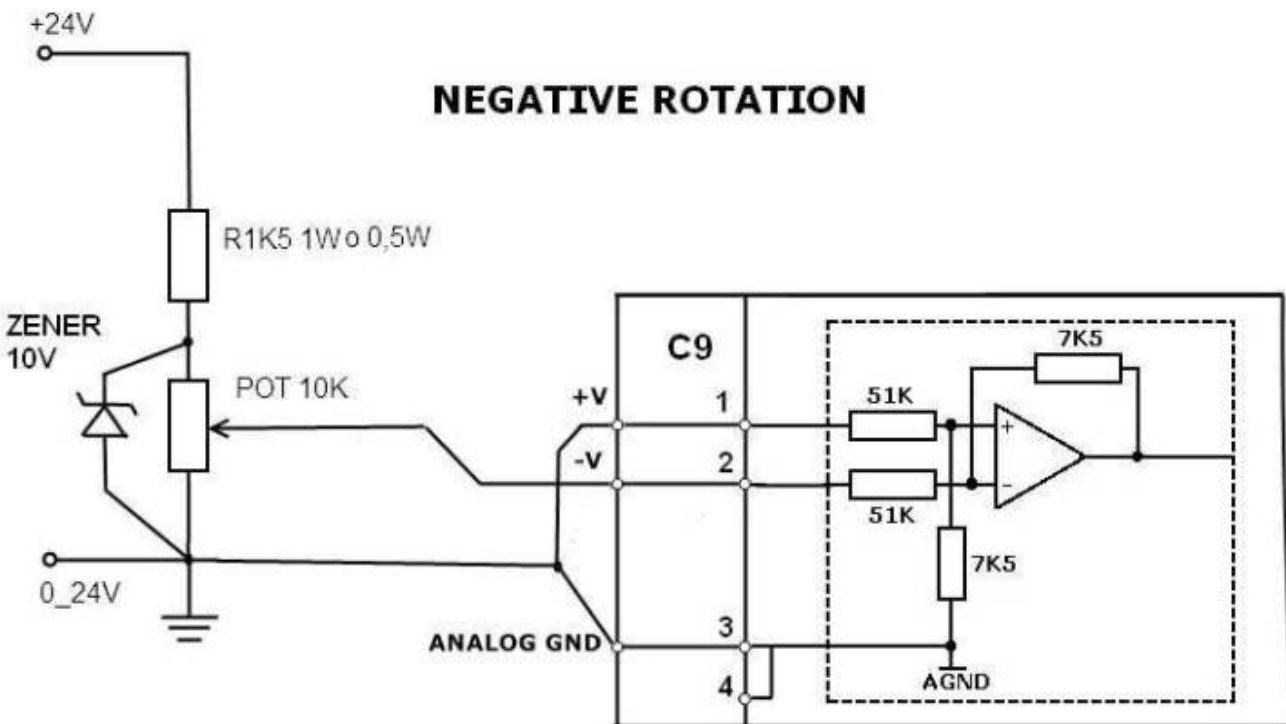 +24V
NEGATIVE ROTATION
R1K5 1W o 0,5W
ZENER
10V
POT 10K
C9
7K5
+V
1
51K
+
-V
2
-
51K
7K5
0_24V
ANALOG GND
3
4
AGND